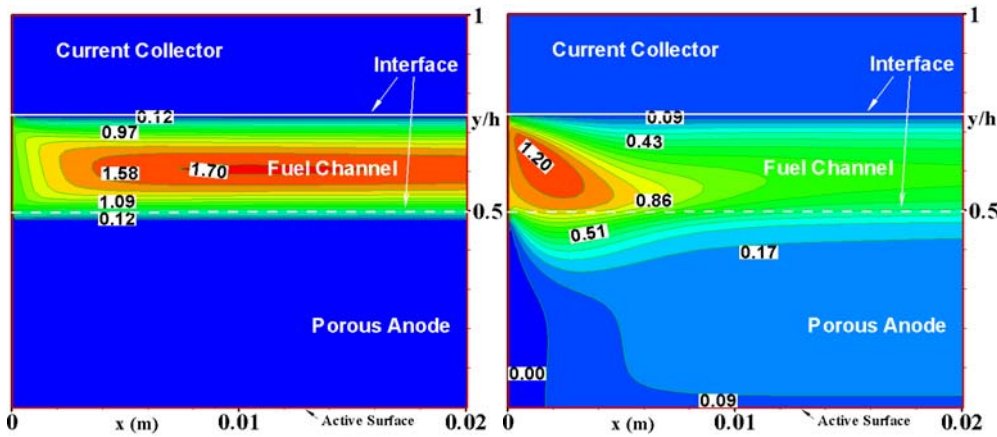 1
Current Collector
Interface
0.12
y/h
0.97
1.58
1.70
Fuel Channel
1.09
0.12
0.5
Porous Anode
0
x (m)
0.01
Active Surface
0.02
1
Current Collector
Interface
0.09
y/h
0.43
1.20
Fuel Channel
0.86
0.5
0.51
0.17
Porous Anode
0.00
0.09
0
x (m)
0.01
Active Surface
0.02